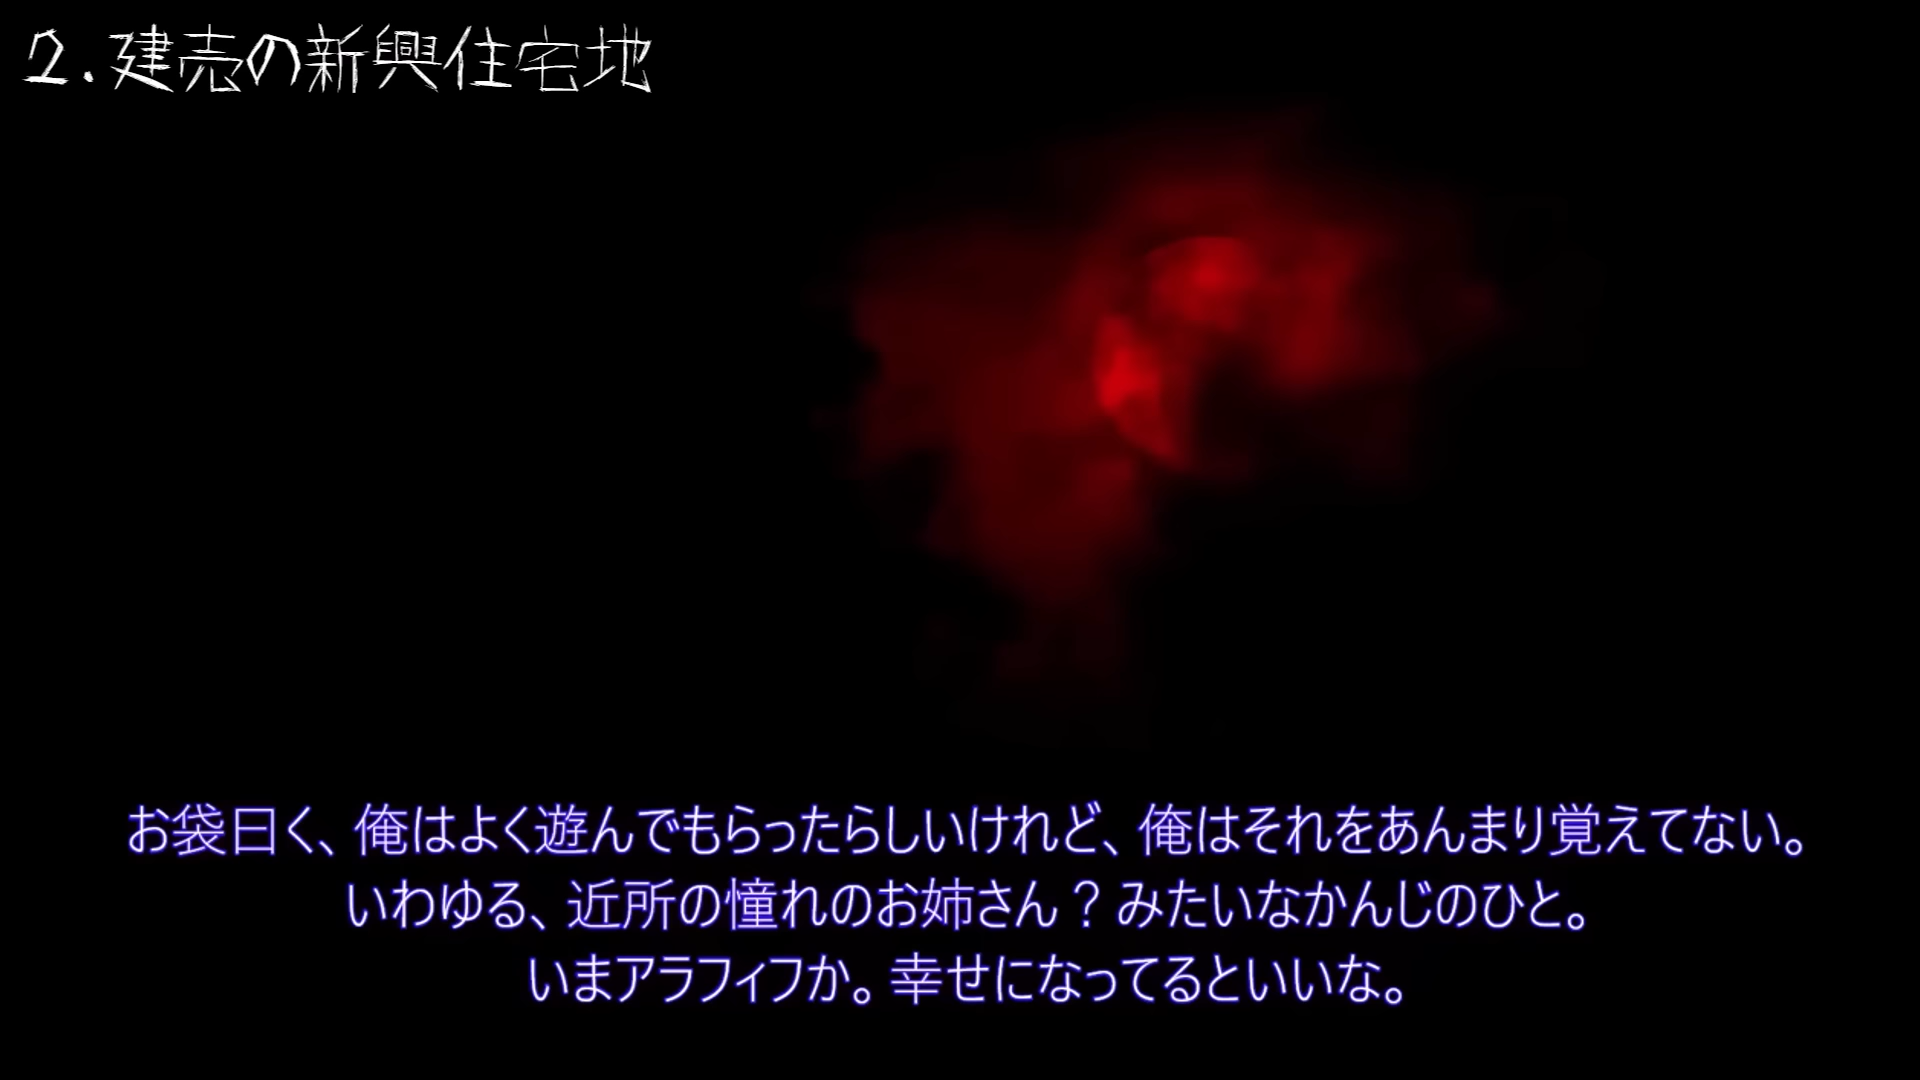 2.建売の新興住宅地
お袋曰く、俺はよく遊んでもらったらしいけれど、俺はそれをあんまり覚えてない。
いわゆる、近所の憧れのお姉さん？みたいなかんじのひと。
いまアラフィフか。幸せになってるといいな。